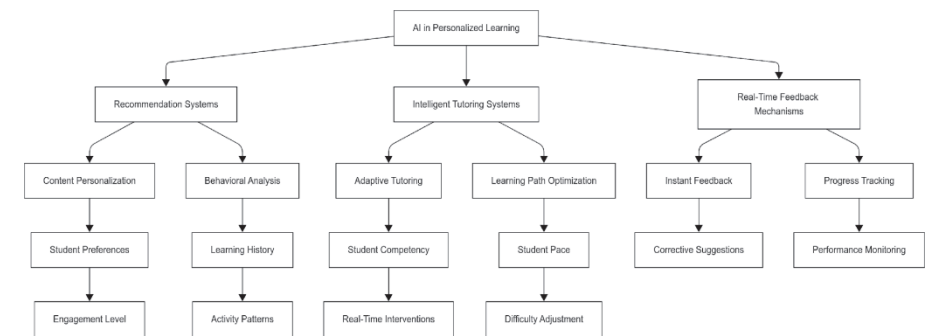 AI in Personalized Learning
Recommendation Systems
Intelligent Tutoring Systems
Real-Time Feedback
Mechanisms
Content Personalization
Behavioral Analysis
Adaptive Tutoring
Learning Path Optimization
Instant Feedback
Progress Tracking
Student Preferences
Learning History
Student Competency
Student Pace
Corrective Suggestions
Performance Monitoring
Engagement Level
Activity Patterns
Real-Time Interventions
Difficulty Adjustment